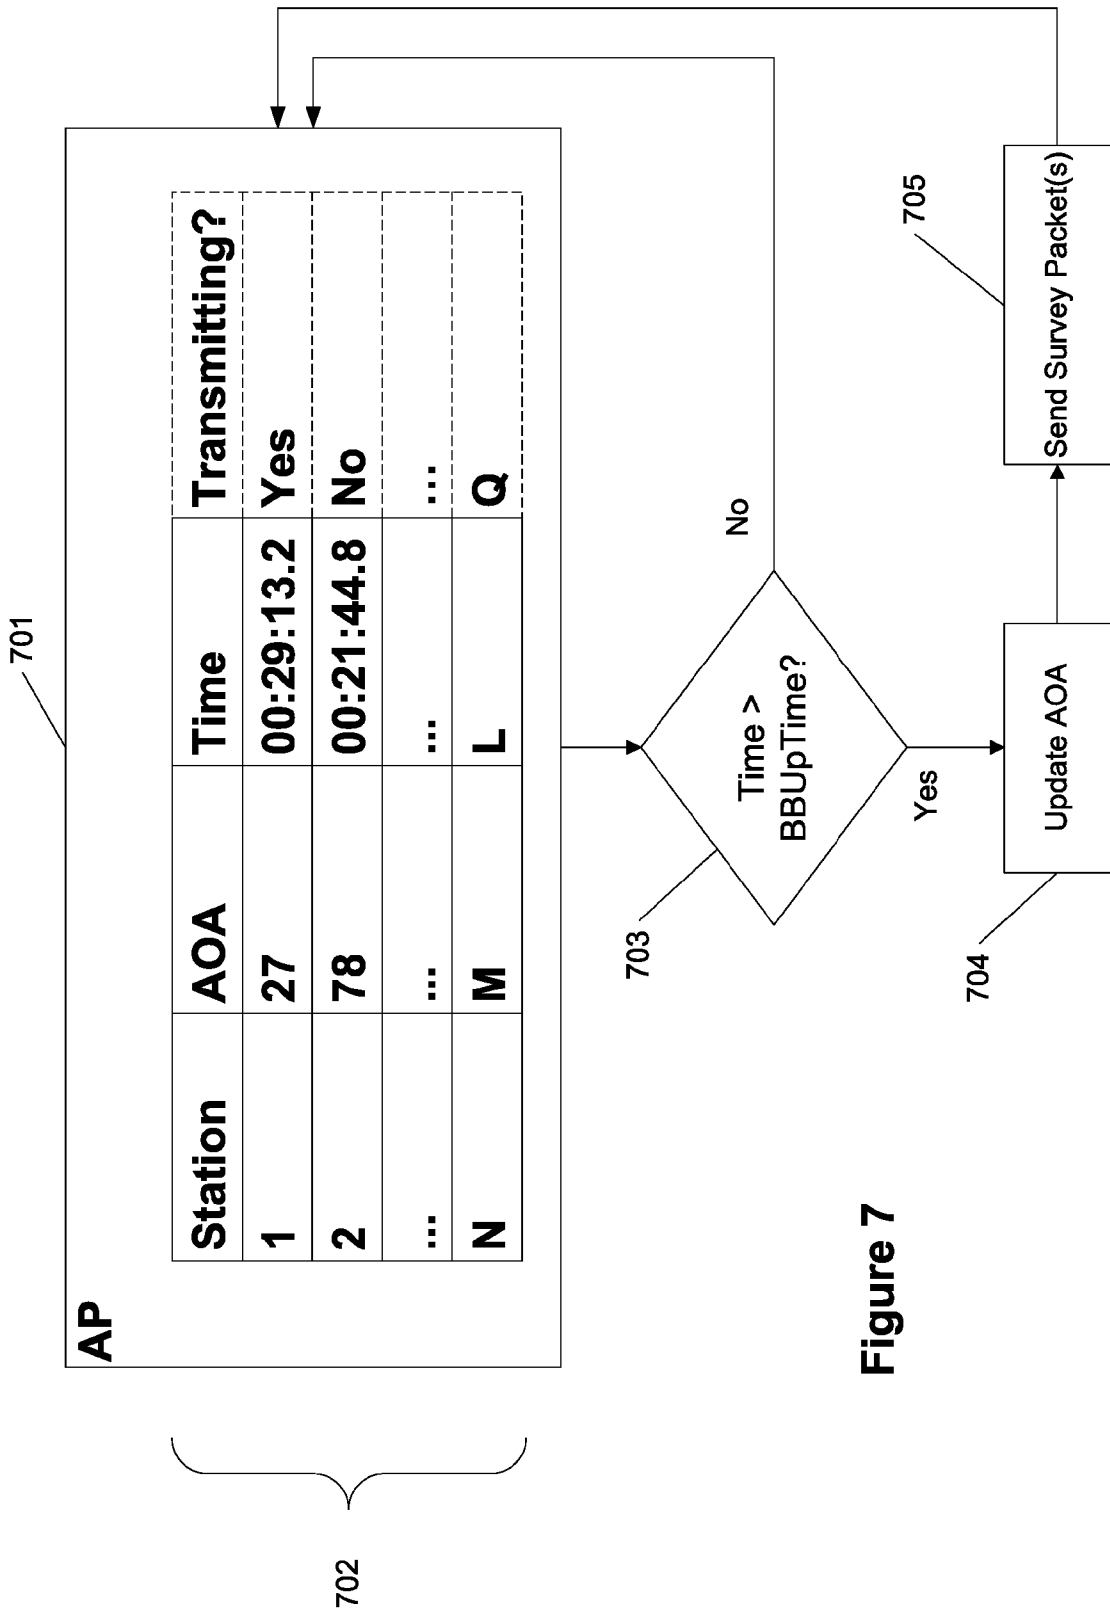 701
AP
Station AOA Time Transmitting?
1 27 00:29:13.2 Yes
2 78 00:21:44.8 No
... ... ... ...
N M L Q
702
703
Time >
BBUpTime?
No
Yes
704
Update AOA
705
Send Survey Packet(s)
Figure 7